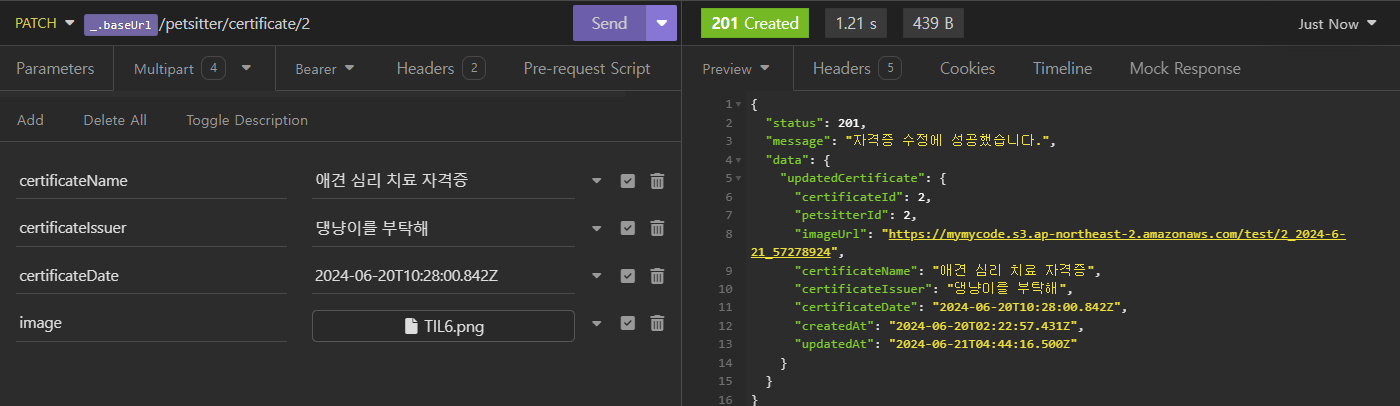 PATCH _.baseUrl /petsitter/certificate/2 Send
201 Created 1.21 s 439 B Just Now
Parameters Multipart 4 Bearer Headers 2 Pre-request Script
Preview Headers 5 Cookies Timeline Mock Response
Add Delete All Toggle Description
certificateName 애견 심리 치료 자격증
certificateIssuer 댕냥이를 부탁해
certificateDate 2024-06-20T10:28:00.842Z
image TIL6.png
1 {
2 "status": 201,
3 "message": "자격증 수정에 성공했습니다.",
4 "data": {
5 "updatedCertificate": {
6 "certificateId": 2,
7 "petsitterId": 2,
8 "imageUrl": "https://mymycode.s3.ap-northeast-2.amazonaws.com/test/2_2024-6-
21_57278924",
9 "certificateName": "애견 심리 치료 자격증",
10 "certificateIssuer": "댕냥이를 부탁해",
11 "certificateDate": "2024-06-20T10:28:00.842Z",
12 "createdAt": "2024-06-20T02:22:57.431Z",
13 "updatedAt": "2024-06-21T04:44:16.500Z"
14 }
15 }
16 }